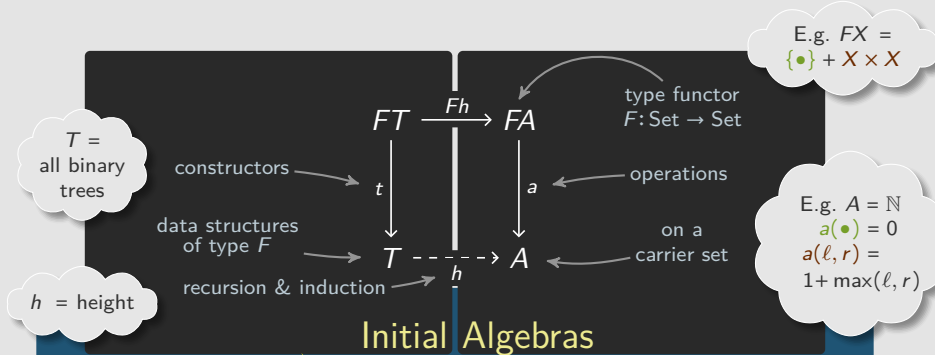 E.g. FX =
{•} + X × X
type functor
F: Set → Set
FT
Fh
FA
T =
all binary
trees
constructors
t
a
operations
E.g. A = ℕ
a(•) = 0
a(ℓ, r) =
1+ max(ℓ, r)
data structures
of type F
T
h
A
on a
carrier set
recursion & induction
h = height
Initial Algebras